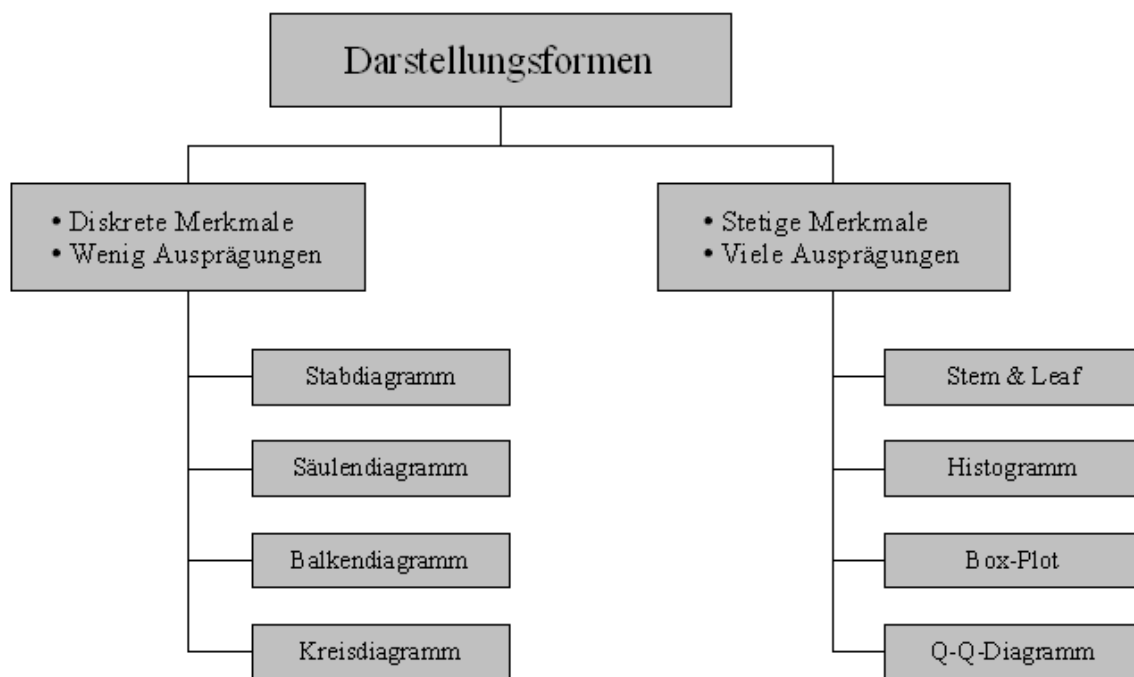 Darstellungsformen
• Diskrete Merkmale
• Wenig Ausprägungen
• Stetige Merkmale
• Viele Ausprägungen
Stabdiagramm
Säulendiagramm
Balkendiagramm
Kreisdiagramm
Stem & Leaf
Histogramm
Box-Plot
Q-Q-Diagramm